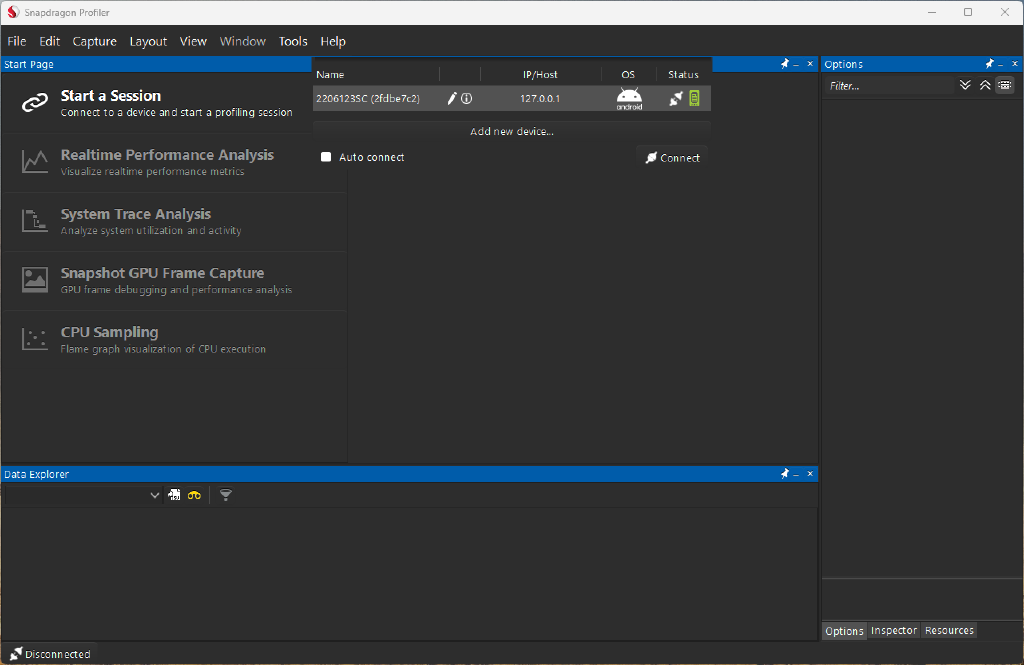 Snapdragon Profiler
File Edit Capture Layout View Window Tools Help
Start Page
Start a Session
Connect to a device and start a profiling session
Realtime Performance Analysis
Visualize realtime performance metrics
System Trace Analysis
Analyze system utilization and activity
Snapshot GPU Frame Capture
GPU frame debugging and performance analysis
CPU Sampling
Flame graph visualization of CPU execution
Name IP/Host OS Status
2206123SC (2fdbe7c2) 127.0.0.1 android
Add new device...
Auto connect Connect
Options
Filter...
Data Explorer
Options Inspector Resources
Disconnected